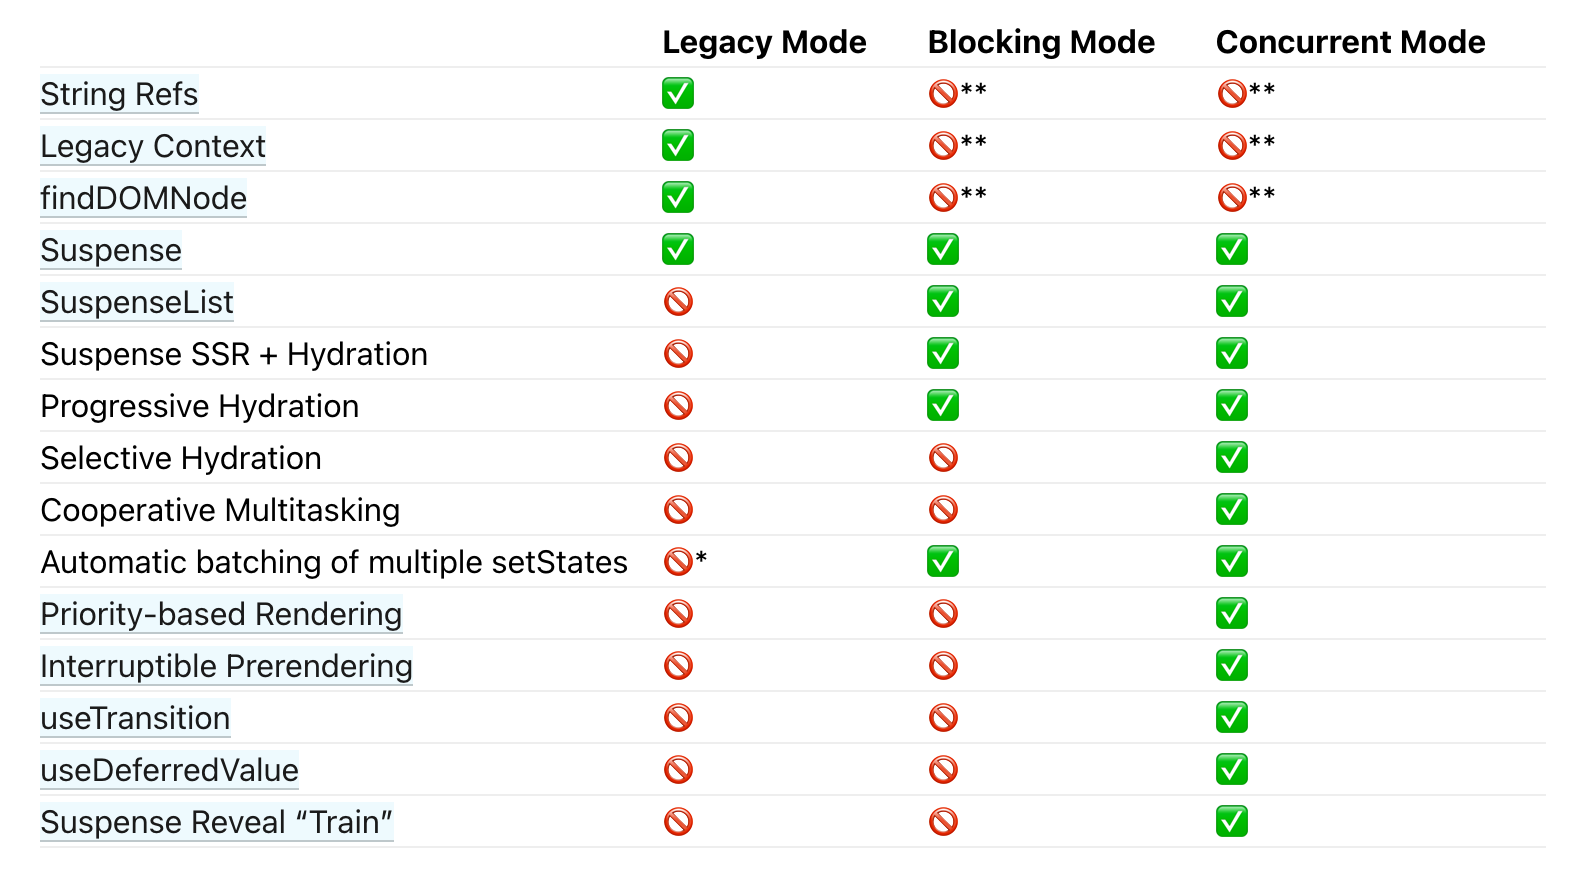 Legacy Mode Blocking Mode Concurrent Mode
String Refs ✅ 🚫** 🚫**
Legacy Context ✅ 🚫** 🚫**
findDOMNode ✅ 🚫** 🚫**
Suspense ✅ ✅ ✅
SuspenseList 🚫 ✅ ✅
Suspense SSR + Hydration 🚫 ✅ ✅
Progressive Hydration 🚫 ✅ ✅
Selective Hydration 🚫 🚫 ✅
Cooperative Multitasking 🚫 🚫 ✅
Automatic batching of multiple setStates 🚫* ✅ ✅
Priority-based Rendering 🚫 🚫 ✅
Interruptible Prerendering 🚫 🚫 ✅
useTransition 🚫 🚫 ✅
useDeferredValue 🚫 🚫 ✅
Suspense Reveal “Train” 🚫 🚫 ✅